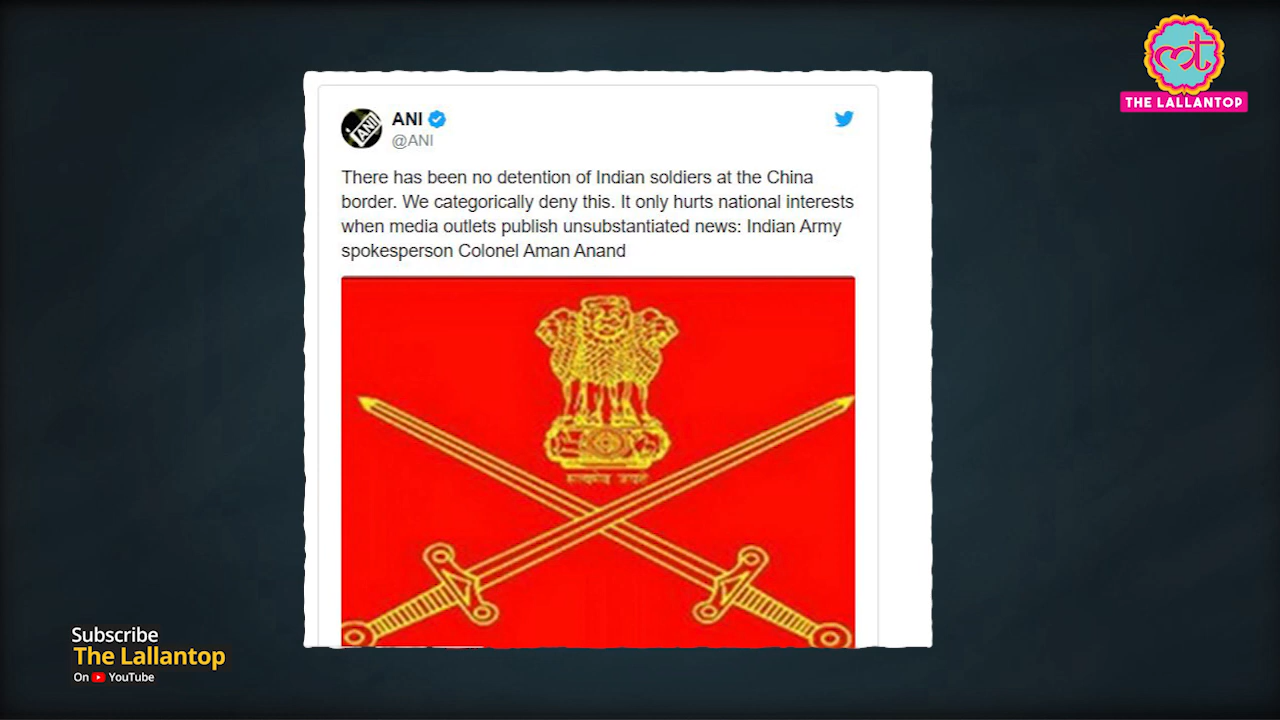 THE LALLANTOP
ANI
@ANI
There has been no detention of Indian soldiers at the China
border. We categorically deny this. It only hurts national interests
when media outlets publish unsubstantiated news: Indian Army
spokesperson Colonel Aman Anand
Subscribe
The Lallantop
On YouTube